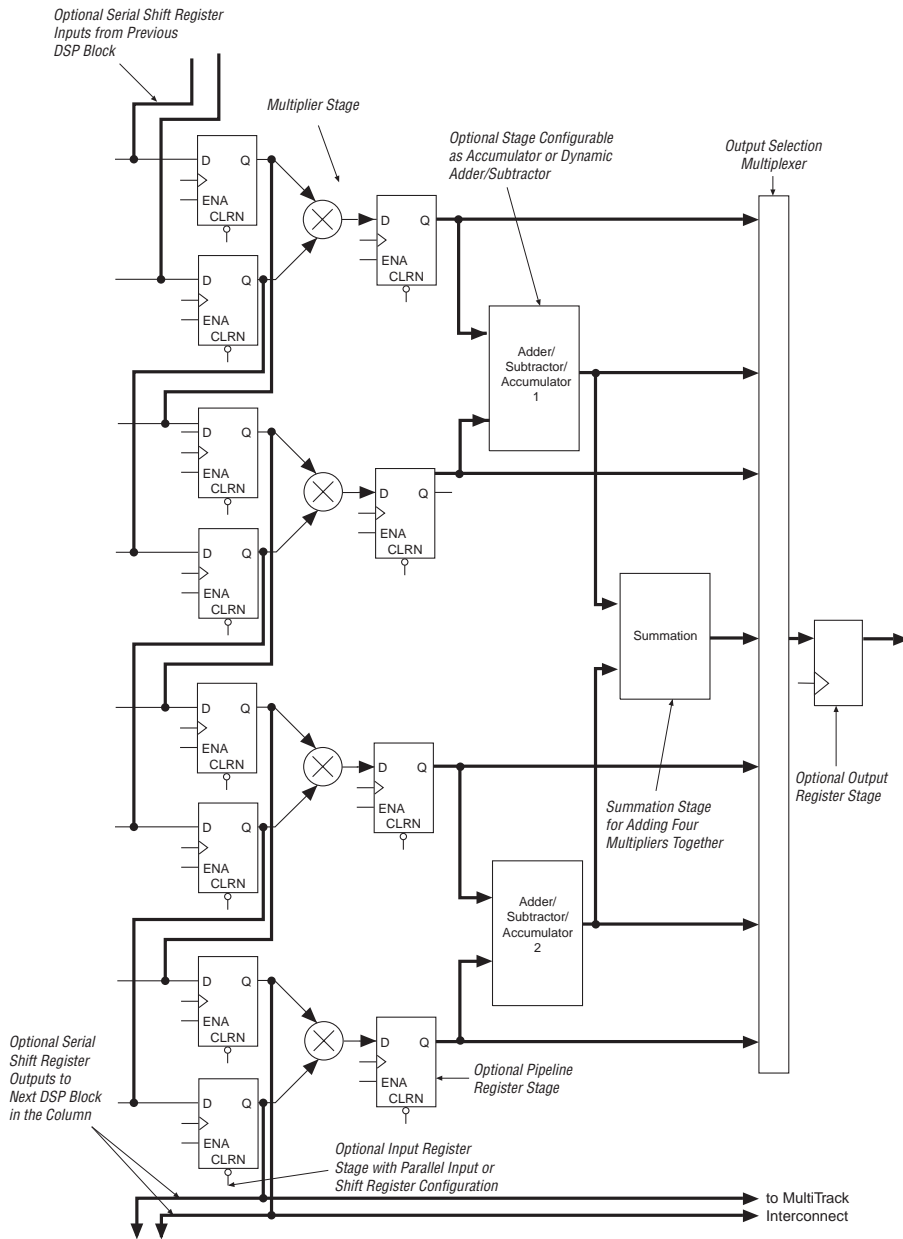 Optional Serial Shift Register
Inputs from Previous
DSP Block
Multiplier Stage
Optional Stage Configurable
as Accumulator or Dynamic
Adder/Subtractor
Output Selection
Multiplexer
D Q
ENA
CLRN
D Q
ENA
CLRN
D Q
ENA
CLRN
Adder/
Subtractor/
Accumulator
1
D Q
ENA
CLRN
D Q
ENA
CLRN
D Q
ENA
CLRN
Summation
D Q
ENA
CLRN
D Q
ENA
CLRN
D Q
ENA
CLRN
Summation Stage
for Adding Four
Multipliers Together
Optional Output
Register Stage
Adder/
Subtractor/
Accumulator
2
D Q
ENA
CLRN
D Q
ENA
CLRN
D Q
ENA
CLRN
Optional Pipeline
Register Stage
Optional Serial
Shift Register
Outputs to
Next DSP Block
in the Column
Optional Input Register
Stage with Parallel Input or
Shift Register Configuration
to MultiTrack
Interconnect